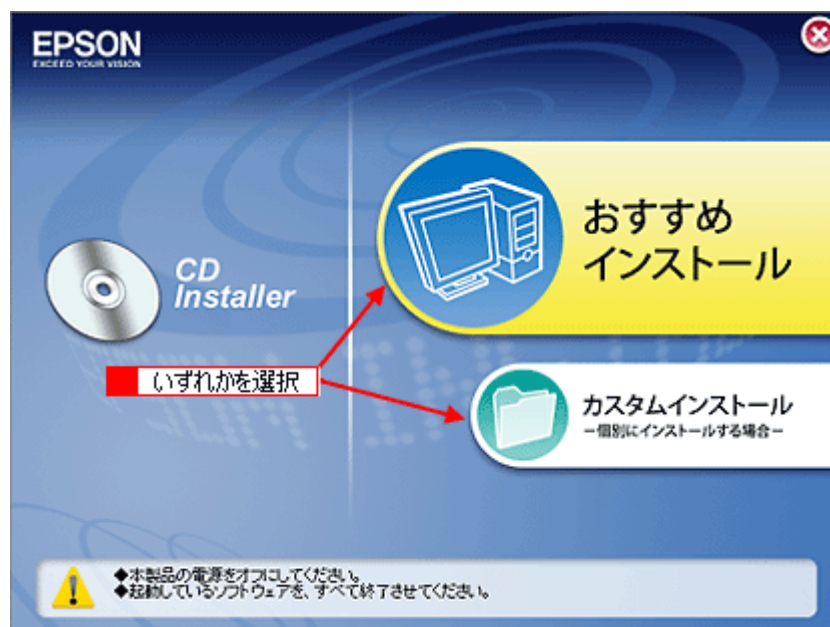 EPSON
EXCEED YOUR VISION
おすすめ
インストール
CD
Installer
いずれかを選択
カスタムインストール
－個別にインストールする場合－
◆本製品の電源をオフにしてください。
◆起動しているソフトウェアを、すべて終了させてください。